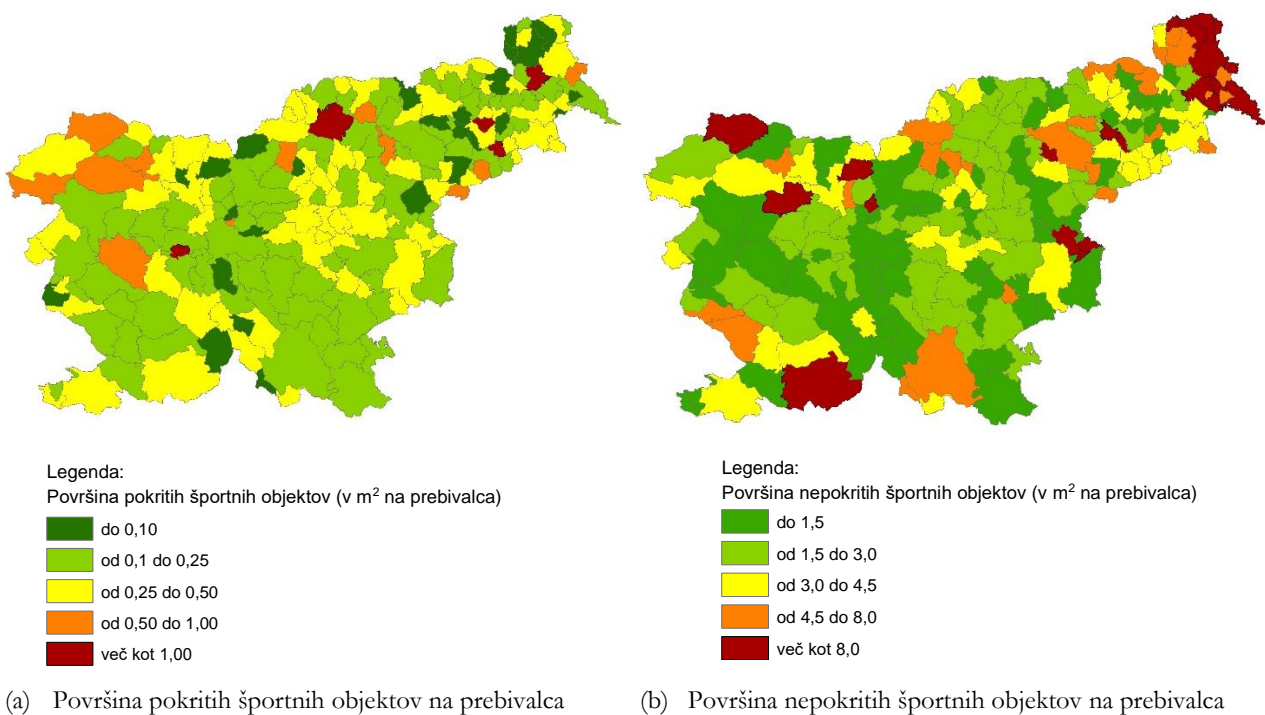 Legenda:
Površina pokritih športnih objektov (v m² na prebivalca)
do 0,10
od 0,1 do 0,25
od 0,25 do 0,50
od 0,50 do 1,00
več kot 1,00
(a) Površina pokritih športnih objektov na prebivalca
Legenda:
Površina nepokritih športnih objektov (v m² na prebivalca)
do 1,5
od 1,5 do 3,0
od 3,0 do 4,5
od 4,5 do 8,0
več kot 8,0
(b) Površina nepokritih športnih objektov na prebivalca